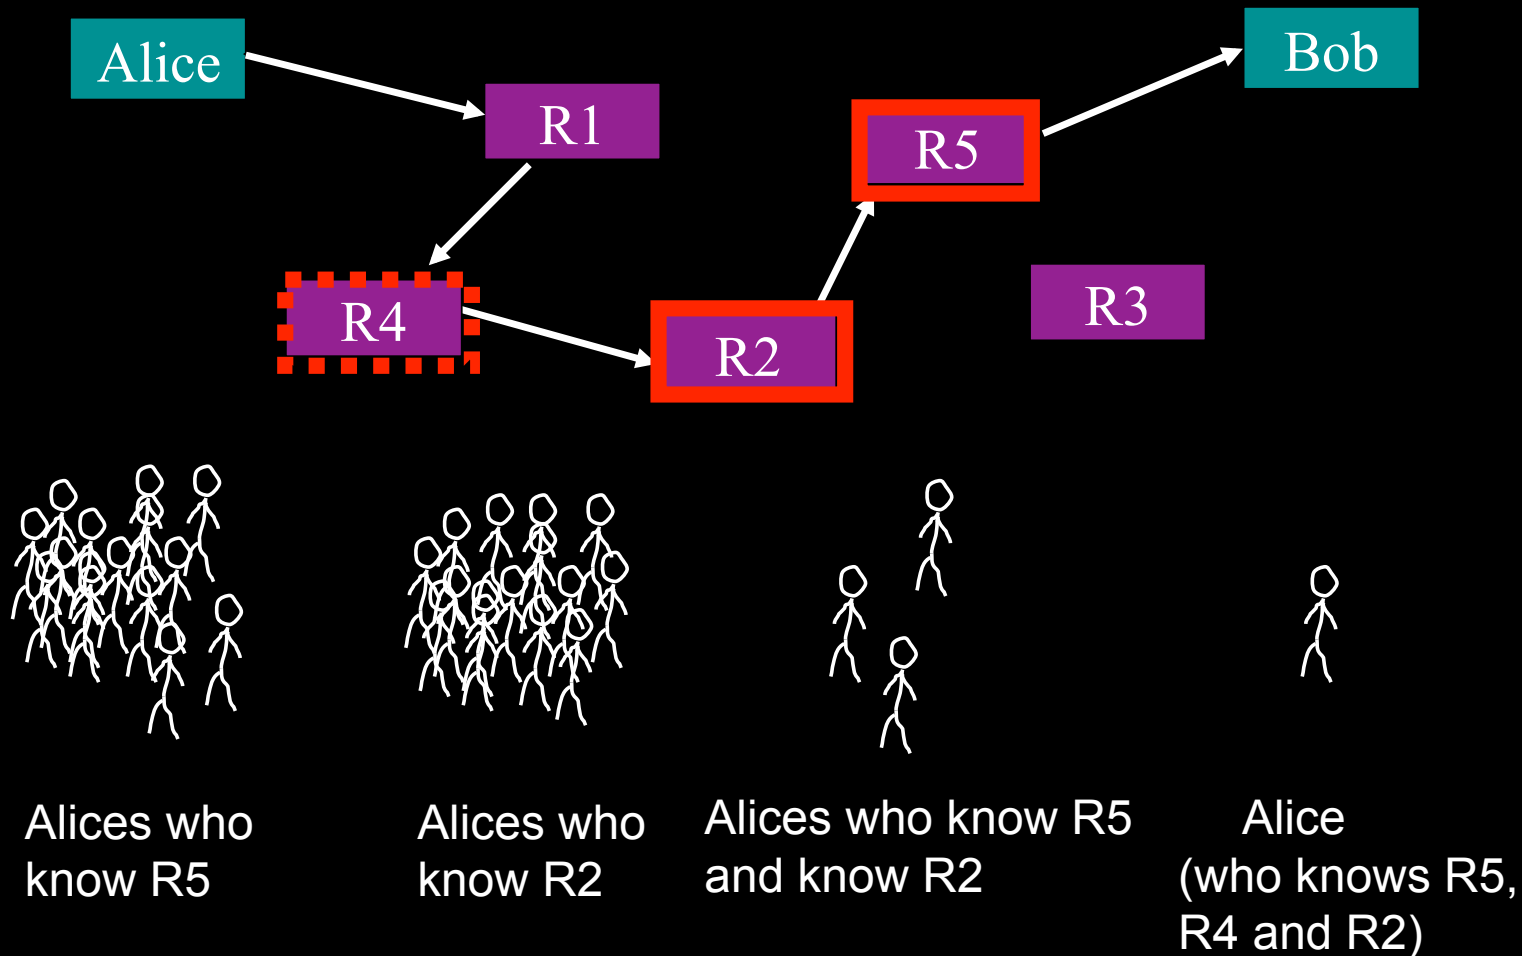 Alice
Bob
R1
R5
R4
R2
R3
Alices who
know R5
Alices who
know R2
Alices who know R5
and know R2
Alice
(who knows R5,
R4 and R2)